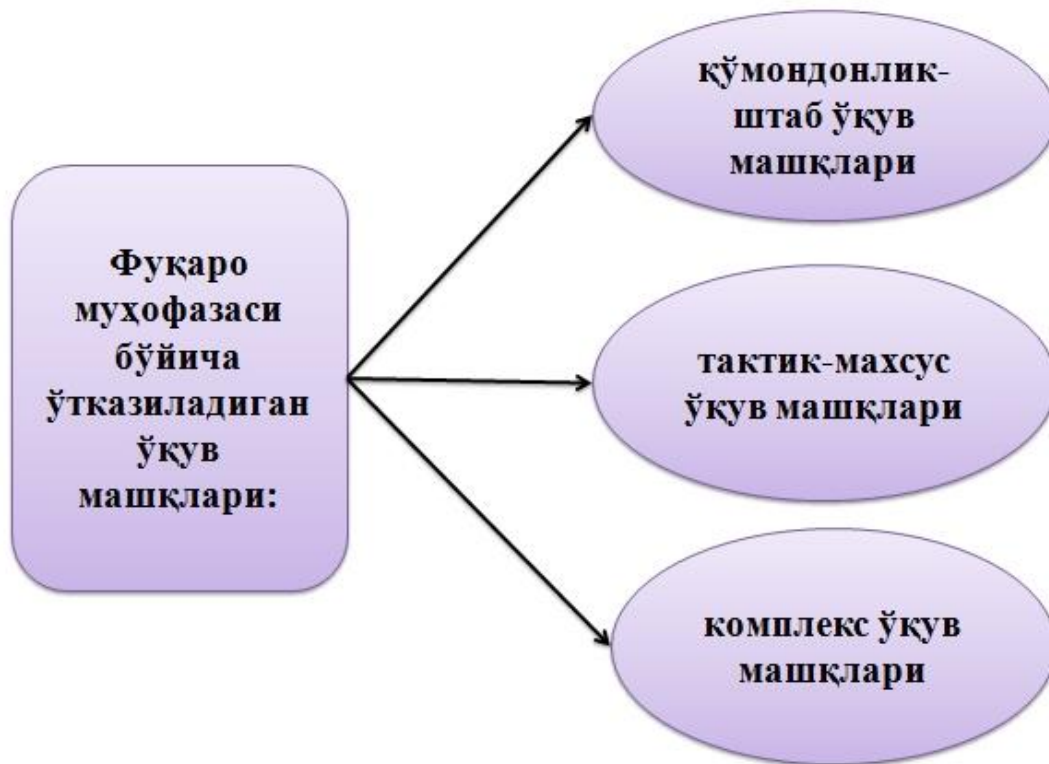 Фуқаро
муҳофазаси
бўйича
ўтказиладиган
ўқув
машқлари:
қўмондонлик-
штаб ўқув
машқлари
тактик-махсус
ўқув машқлари
комплекс ўқув
машқлари